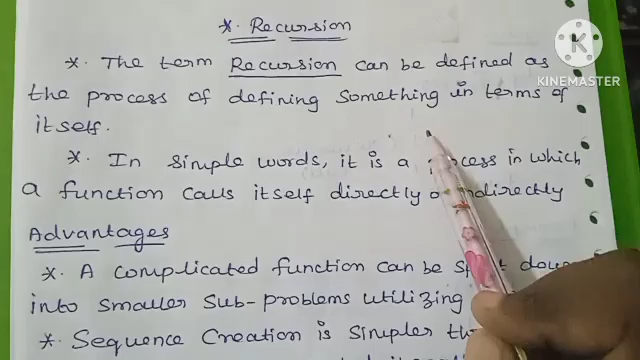 *. Recursion
*. The term Recursion can be defined as
the process of defining something in terms of
itself.
*. In simple words, it is a process in which
a function calls itself directly or indirectly
Advantages
*. A complicated function can be split down
into smaller sub-problems utilizing
* Sequence Creation is simpler
K
KINEMASTER